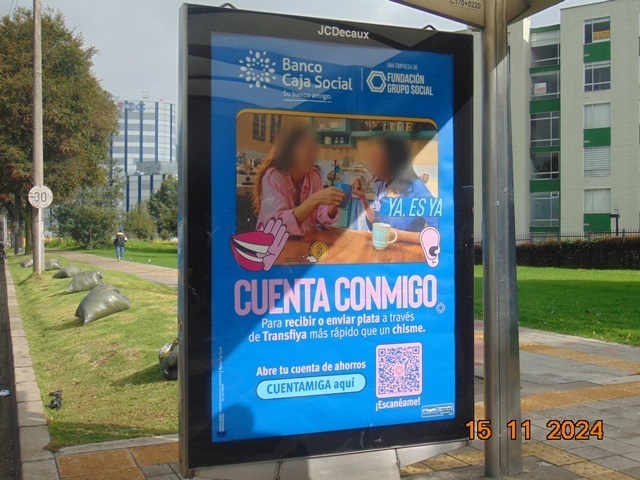 C170+0220
JCDecaux
Banco
Caja Social
Su banco amigo.
UNA EMPRESA DE
FUNDACIÓN
GRUPO SOCIAL
30
YA, ES YA
CUENTA CONMIGO
Para recibir o enviar plata a través
de Transfiya más rápido que un chisme.
Abre tu cuenta de ahorros
CUENTAMIGA aquí
¡Escanéame!
15 11 2024